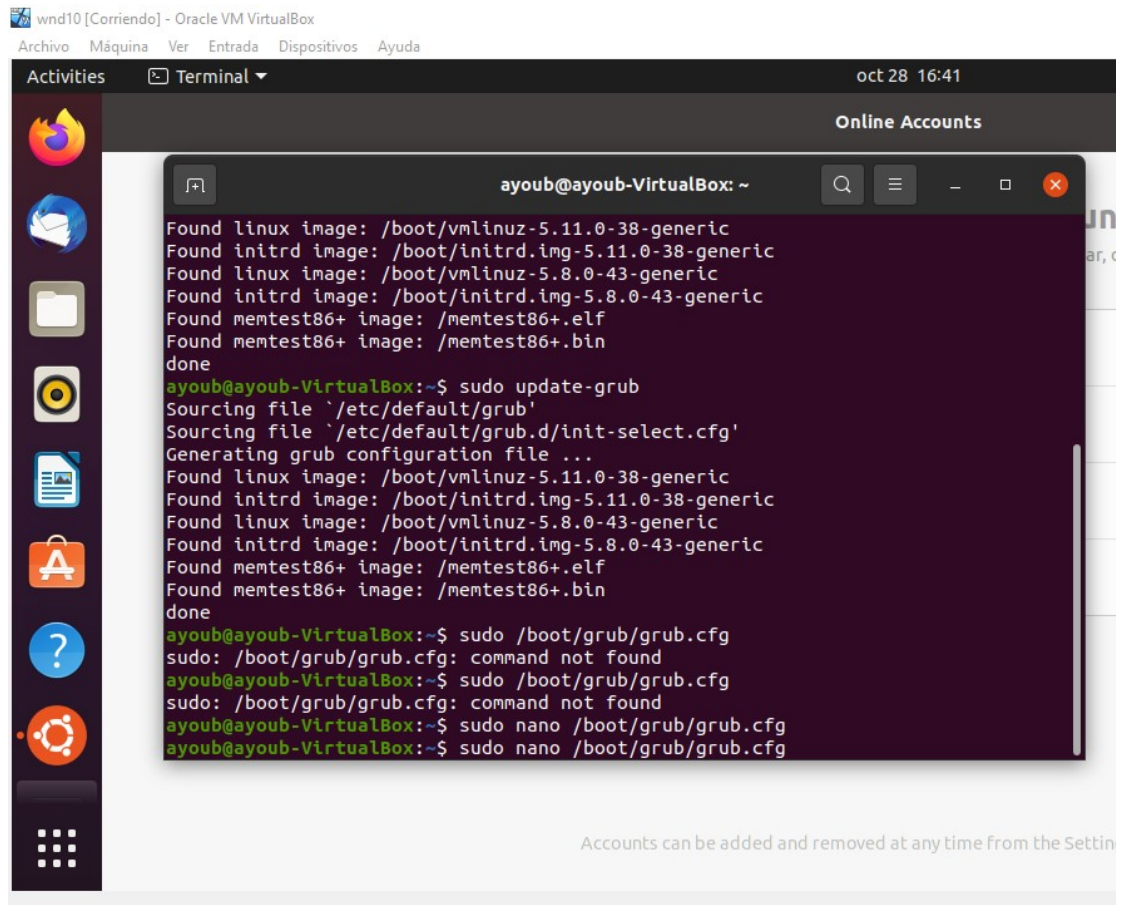 wnd10 [Corriendo] - Oracle VM VirtualBox
Archivo Máquina Ver Entrada Dispositivos Ayuda
Activities Terminal oct 28 16:41
Online Accounts
ayoub@ayoub-VirtualBox: ~
Found linux image: /boot/vmlinuz-5.11.0-38-generic
Found initrd image: /boot/initrd.img-5.11.0-38-generic
Found linux image: /boot/vmlinuz-5.8.0-43-generic
Found initrd image: /boot/initrd.img-5.8.0-43-generic
Found memtest86+ image: /memtest86+.elf
Found memtest86+ image: /memtest86+.bin
done
ayoub@ayoub-VirtualBox:~$ sudo update-grub
Sourcing file `/etc/default/grub'
Sourcing file `/etc/default/grub.d/init-select.cfg'
Generating grub configuration file ...
Found linux image: /boot/vmlinuz-5.11.0-38-generic
Found initrd image: /boot/initrd.img-5.11.0-38-generic
Found linux image: /boot/vmlinuz-5.8.0-43-generic
Found initrd image: /boot/initrd.img-5.8.0-43-generic
Found memtest86+ image: /memtest86+.elf
Found memtest86+ image: /memtest86+.bin
done
ayoub@ayoub-VirtualBox:~$ sudo /boot/grub/grub.cfg
sudo: /boot/grub/grub.cfg: command not found
ayoub@ayoub-VirtualBox:~$ sudo /boot/grub/grub.cfg
sudo: /boot/grub/grub.cfg: command not found
ayoub@ayoub-VirtualBox:~$ sudo nano /boot/grub/grub.cfg
ayoub@ayoub-VirtualBox:~$ sudo nano /boot/grub/grub.cfg
Accounts can be added and removed at any time from the Settin